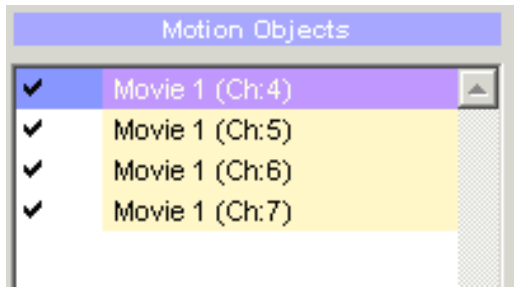 Motion Objects
Movie 1 (Ch:4)
Movie 1 (Ch:5)
Movie 1 (Ch:6)
Movie 1 (Ch:7)